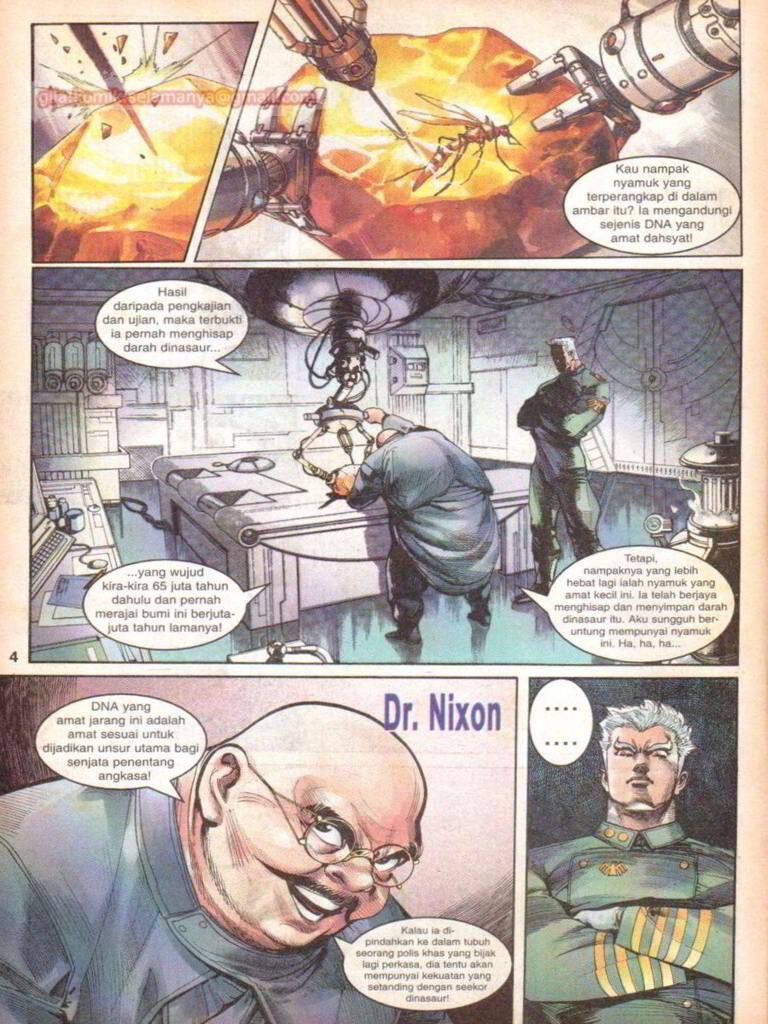 gitakomikselamanya@gmail.com
Kau nampak
nyamuk yang
terperangkap di dalam
ambar itu? Ia mengandungi
sejenis DNA yang
amat dahsyat!
Hasil
daripada pengkajian
dan ujian, maka terbukti
ia pernah menghisap
darah dinasaur...
...yang wujud
kira-kira 65 juta tahun
dahulu dan pernah
merajai bumi ini berjuta-
juta tahun lamanya!
Tetapi,
nampaknya yang lebih
hebat lagi ialah nyamuk yang
amat kecil ini. Ia telah berjaya
menghisap dan menyimpan darah
dinasaur itu. Aku sungguh ber-
untung mempunyai nyamuk
ini. Ha, ha, ha...
4
DNA yang
amat jarang ini adalah
amat sesuai untuk
dijadikan unsur utama bagi
senjata penentang
angkasa!
Dr. Nixon
Kalau ia di-
pindahkan ke dalam tubuh
seorang polis khas yang bijak
lagi perkasa, dia tentu akan
mempunyai kekuatan yang
setanding dengan seekor
dinasaur!
....
....